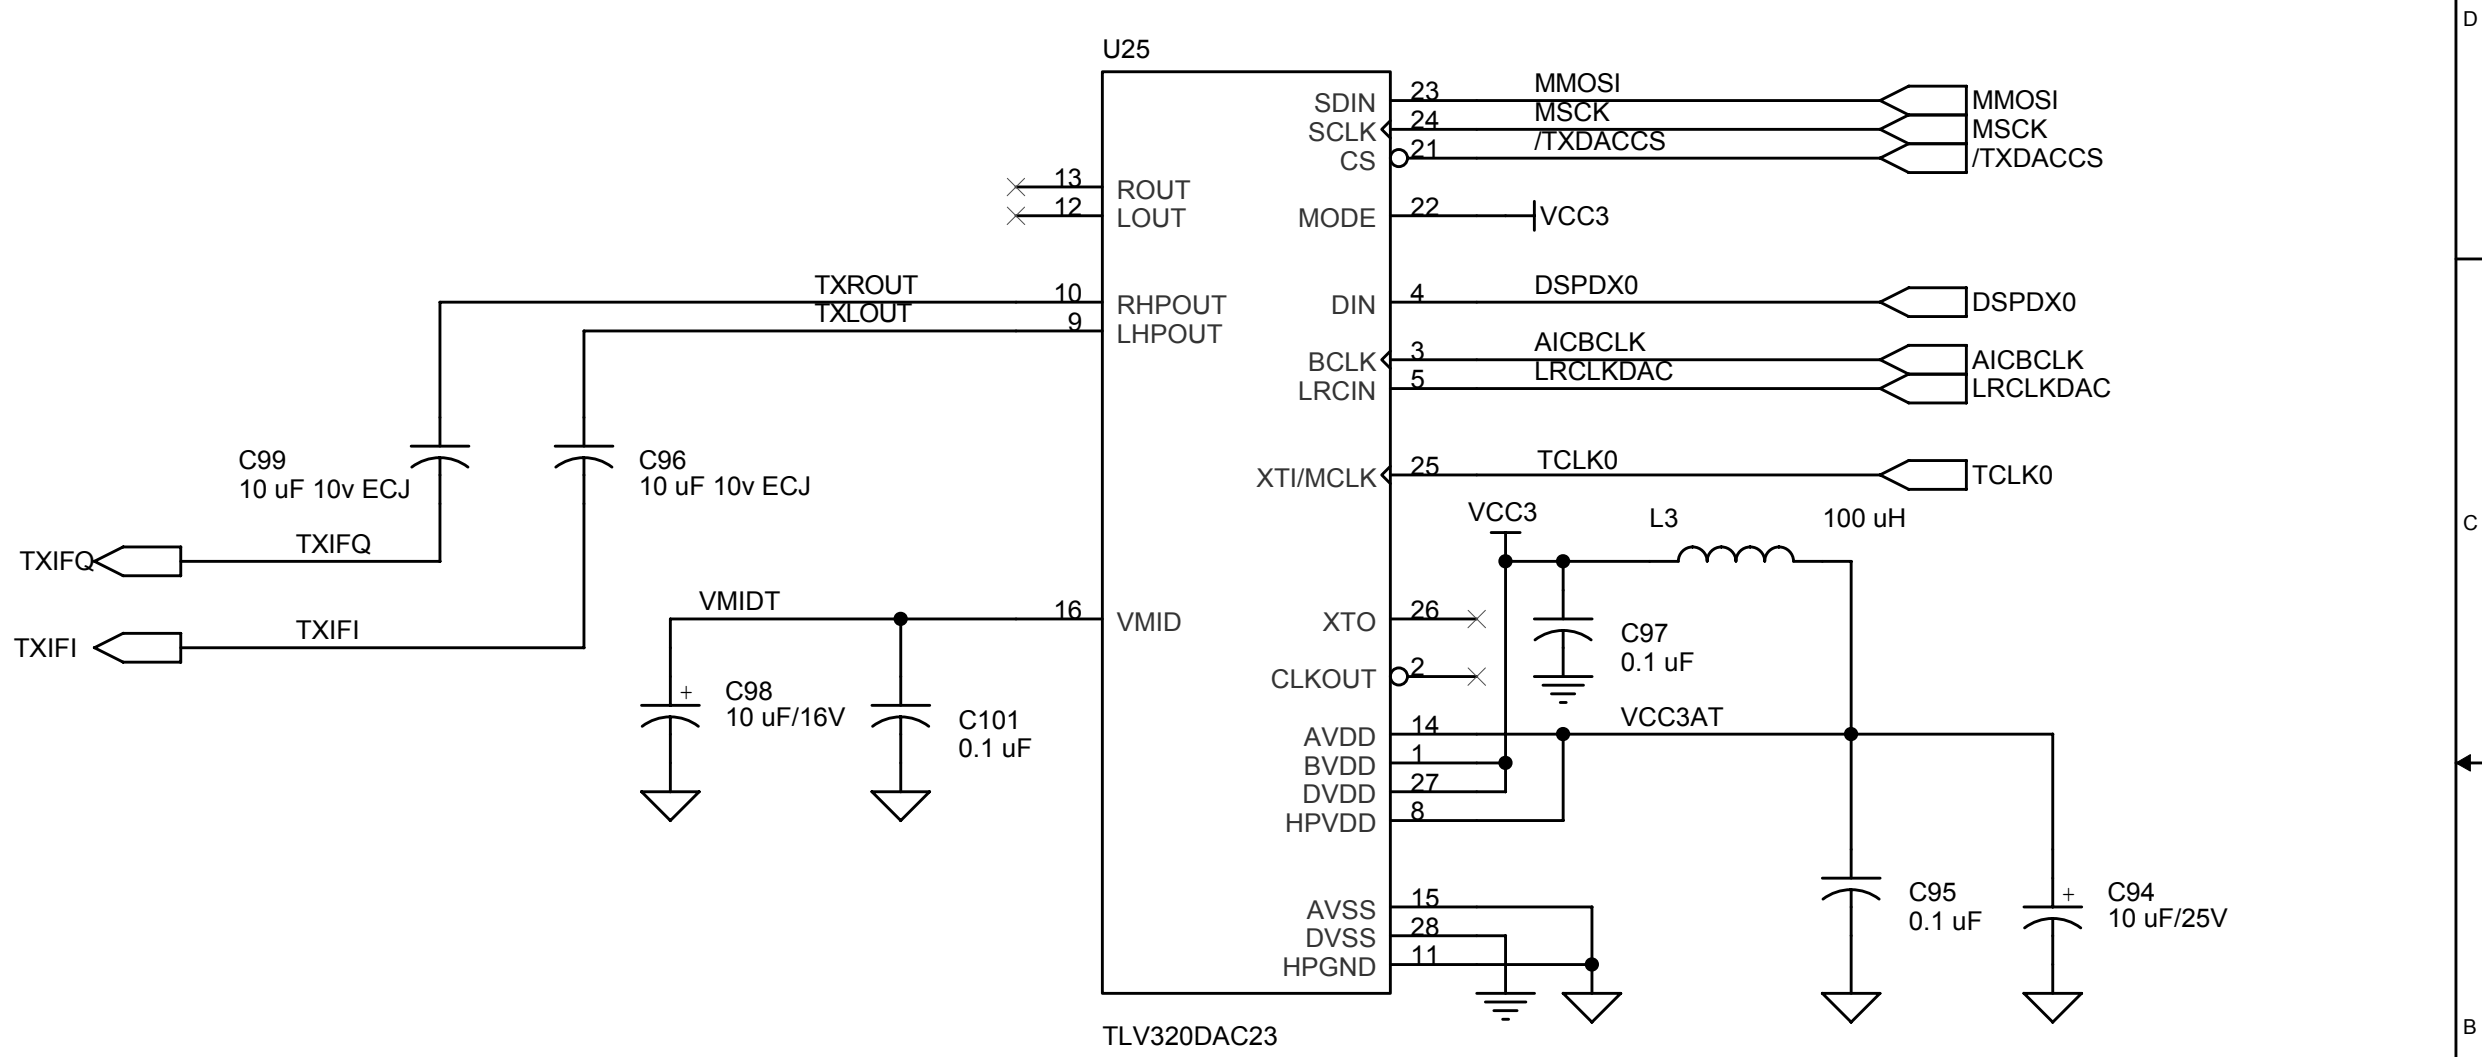 D
U25
SDIN 23 MMOSI MMOSI
SCLK 24 MSCK MSCK
CS 21 /TXDACCS /TXDACCS
13 ROUT
12 LOUT
MODE 22 VCC3
TXROUT 10 RHPOUT
TXLOUT 9 LHPOUT
DIN 4 DSPDX0 DSPDX0
BCLK 3 AICBCLK AICBCLK
LRCIN 5 LRCLKDAC LRCLKDAC
C99
10 uF 10v ECJ
C96
10 uF 10v ECJ
XTI/MCLK 25 TCLK0 TCLK0
VCC3 L3 100 uH
C
TXIFQ TXIFQ
TXIFI TXIFI
VMIDT 16 VMID
XTO 26
C97
0.1 uF
CLKOUT 2
+ C98
10 uF/16V
C101
0.1 uF
AVDD 14 VCC3AT
BVDD 1
DVDD 27
HPVDD 8
AVSS 15
DVSS 28
HPGND 11
C95
0.1 uF
+ C94
10 uF/25V
TLV320DAC23
B